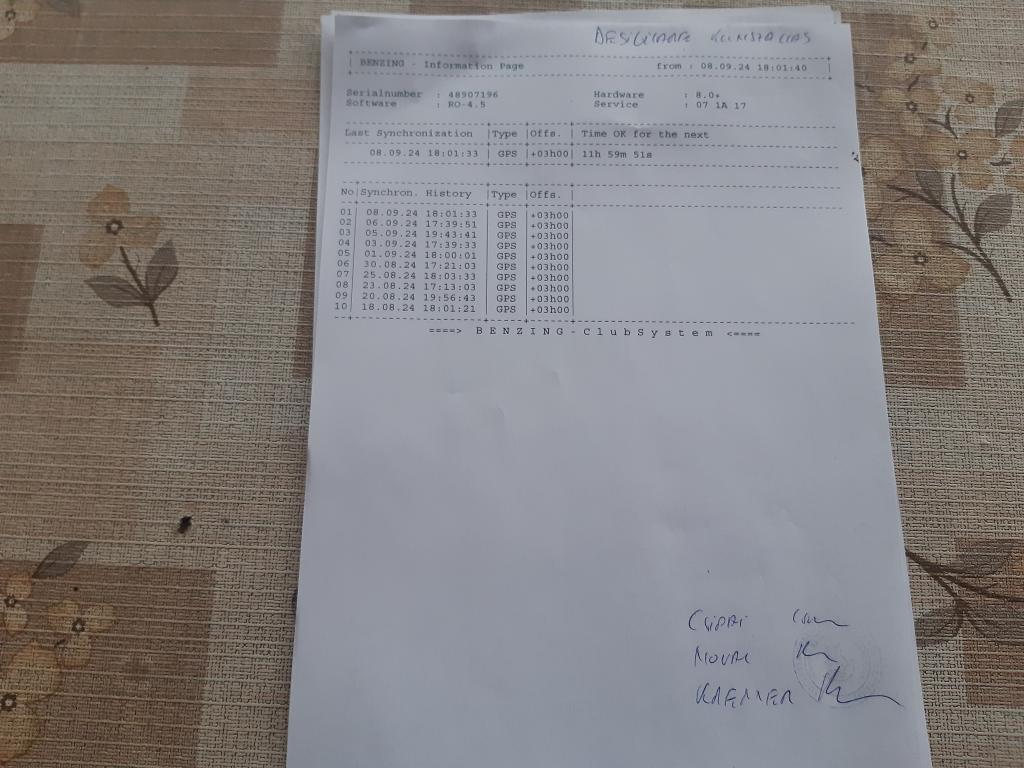 DESIGILARE
BENZING - Information Page from : 08.09.24 18:01:40
Serialnumber : 48907196 Hardware : 8.0+
Software : RO-4.5 Service : 07 1A 17
Last Synchronization |Type |Offs. | Time OK for the next
08.09.24 18:01:33 | GPS |+03h00| 11h 59m 51s
No|Synchron. History |Type |Offs. |
01| 08.09.24 18:01:33 | GPS |+03h00|
02| 06.09.24 17:39:51 | GPS |+03h00|
03| 05.09.24 19:43:41 | GPS |+03h00|
04| 03.09.24 17:39:33 | GPS |+03h00|
05| 01.09.24 18:00:01 | GPS |+03h00|
06| 30.08.24 17:21:03 | GPS |+03h00|
07| 25.08.24 18:03:33 | GPS |+03h00|
08| 23.08.24 17:13:03 | GPS |+03h00|
09| 20.08.24 19:56:43 | GPS |+03h00|
10| 18.08.24 18:01:21 | GPS |+03h00|
====> B E N Z I N G - C l u b S y s t e m <====
KREMER